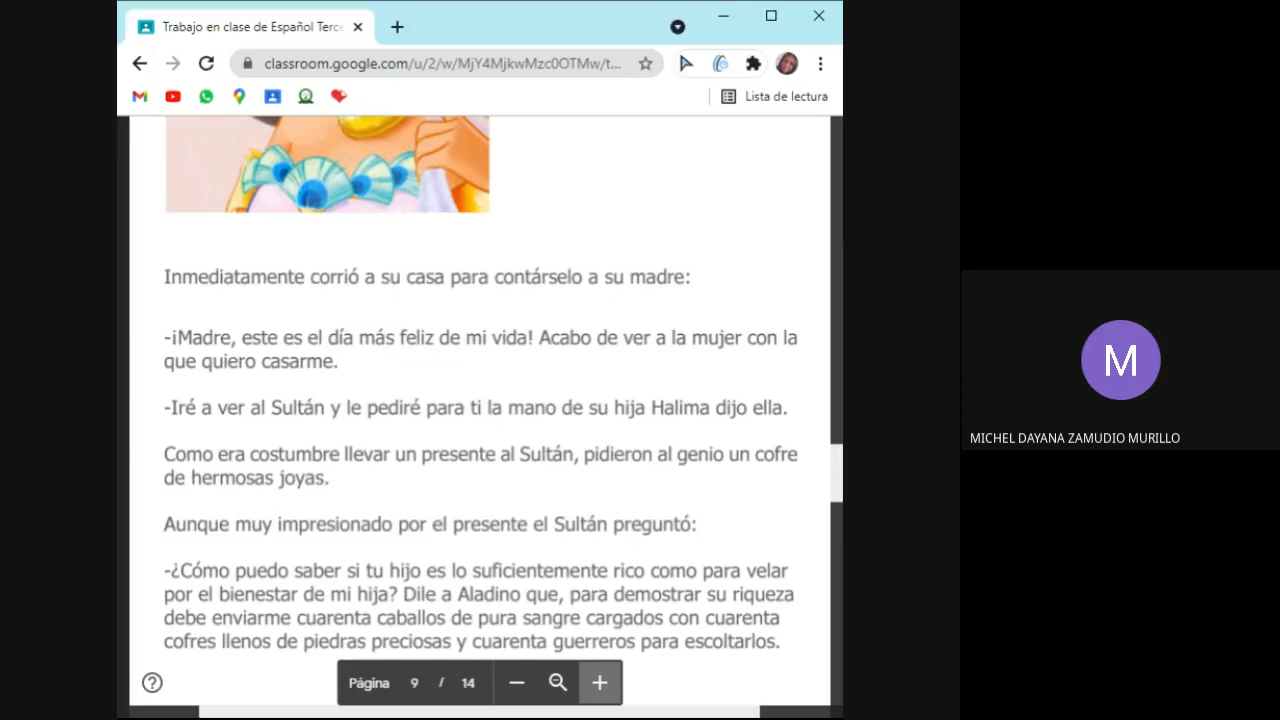 Trabajo en clase de Español Terce
classroom.google.com/u/2/w/MjY4MjkwMzc0OTMw/t...
Lista de lectura
Inmediatamente corrió a su casa para contárselo a su madre:
-¡Madre, este es el día más feliz de mi vida! Acabo de ver a la mujer con la
que quiero casarme.
-Iré a ver al Sultán y le pediré para ti la mano de su hija Halima dijo ella.
Como era costumbre llevar un presente al Sultán, pidieron al genio un cofre
de hermosas joyas.
Aunque muy impresionado por el presente el Sultán preguntó:
-¿Cómo puedo saber si tu hijo es lo suficientemente rico como para velar
por el bienestar de mi hija? Dile a Aladino que, para demostrar su riqueza
debe enviarme cuarenta caballos de pura sangre cargados con cuarenta
cofres llenos de piedras preciosas y cuarenta guerreros para escoltarlos.
Página 9 / 14
M
MICHEL DAYANA ZAMUDIO MURILLO